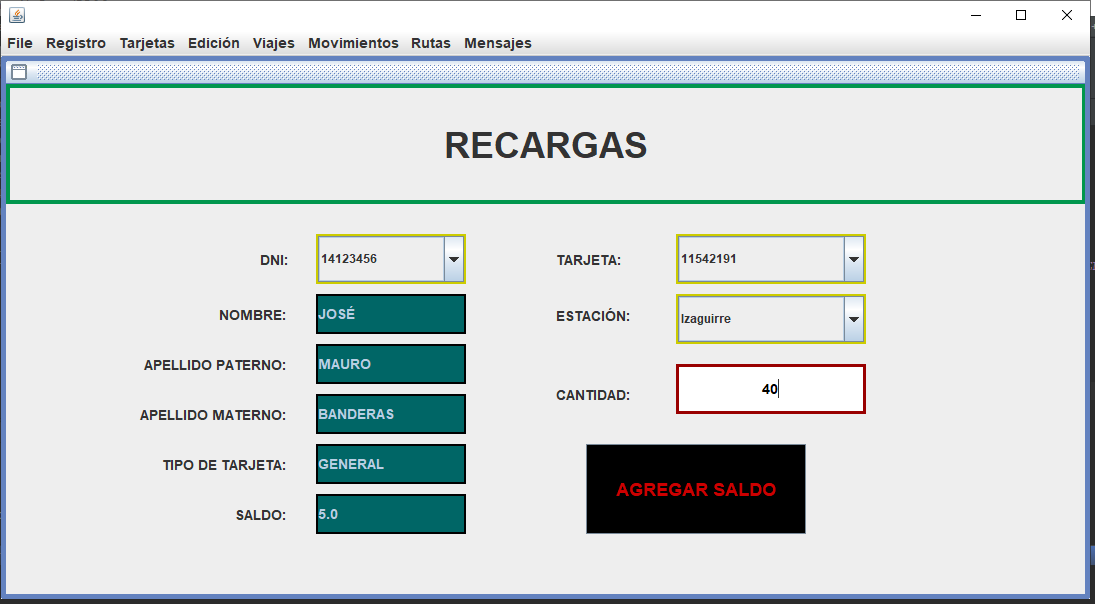 File Registro Tarjetas Edición Viajes Movimientos Rutas Mensajes
RECARGAS
DNI: 14123456
NOMBRE: JOSÉ
APELLIDO PATERNO: MAURO
APELLIDO MATERNO: BANDERAS
TIPO DE TARJETA: GENERAL
SALDO: 5.0
TARJETA: 11542191
ESTACIÓN: Izaguirre
CANTIDAD: 40
AGREGAR SALDO